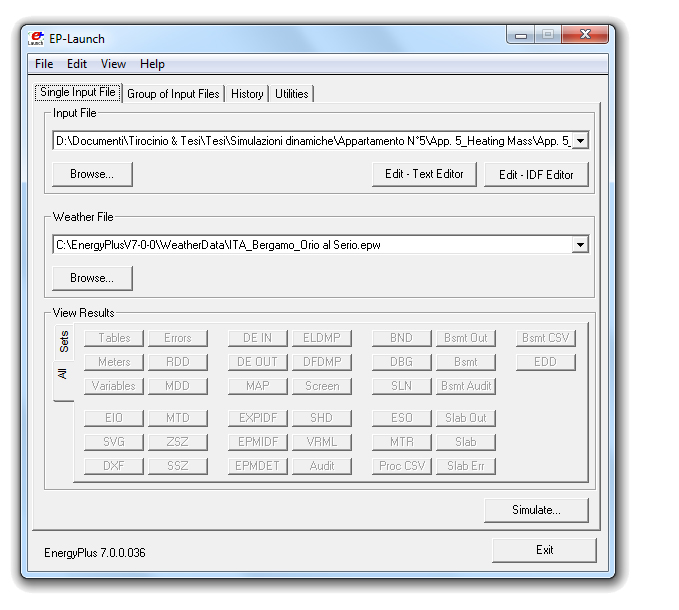 EP-Launch
File Edit View Help
Single Input File Group of Input Files History Utilities
Input File
D:\Documenti\Tirocinio & Tesi\Tesi\Simulazioni dinamiche\Appartamento N°5\App. 5_Heating Mass\App. 5_
Browse... Edit - Text Editor Edit - IDF Editor
Weather File
C:\EnergyPlusV7-0-0\WeatherData\ITA_Bergamo_Orio al Serio.epw
Browse...
View Results
Sets
All
Tables Errors DE IN ELDMP BND Bsmt Out Bsmt CSV
Meters RDD DE OUT DFDMP DBG Bsmt EDD
Variables MDD MAP Screen SLN Bsmt Audit
EIO MTD EXPIDF SHD ESO Slab Out
SVG ZSZ EPMIDF VRML MTR Slab
DXF SSZ EPMDET Audit Proc CSV Slab Err
Simulate...
EnergyPlus 7.0.0.036
Exit